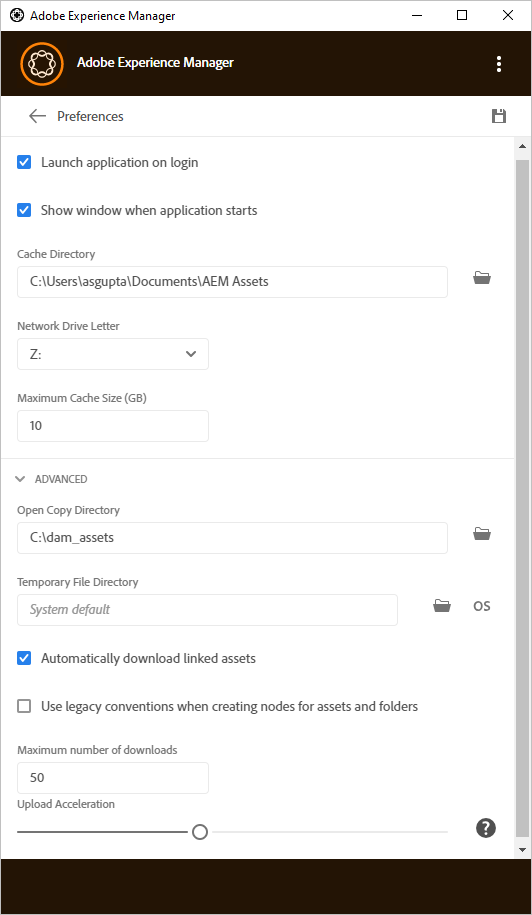 Adobe Experience Manager
Adobe Experience Manager
Preferences
Launch application on login
Show window when application starts
Cache Directory
C:\Users\asgupta\Documents\AEM Assets
Network Drive Letter
Z:
Maximum Cache Size (GB)
10
ADVANCED
Open Copy Directory
C:\dam_assets
Temporary File Directory
System default OS
Automatically download linked assets
Use legacy conventions when creating nodes for assets and folders
Maximum number of downloads
50
Upload Acceleration
?